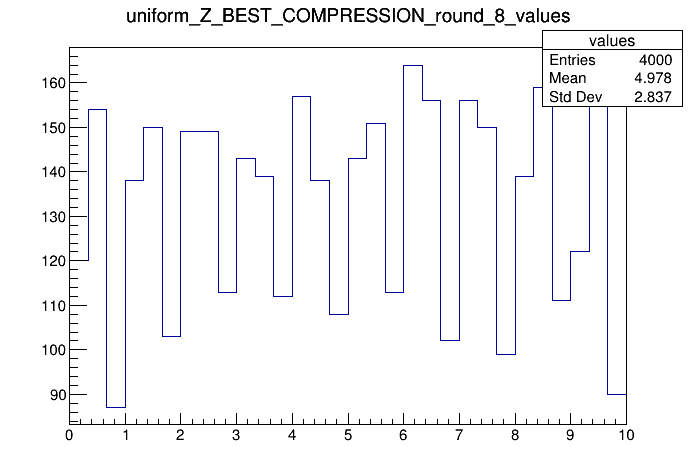 uniform_Z_BEST_COMPRESSION_round_8_values
values
Entries 4000
Mean 4.978
Std Dev 2.837
160
150
140
130
120
110
100
90
0 1 2 3 4 5 6 7 8 9 10